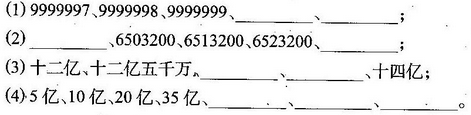 (1) 9999997、9999998、9999999、________、________;
(2) ________、6503200、6513200、6523200、________;
(3) 十二亿、十二亿五千万、________、________、十四亿;
(4) 5亿、10亿、20亿、35亿、________、________、________。